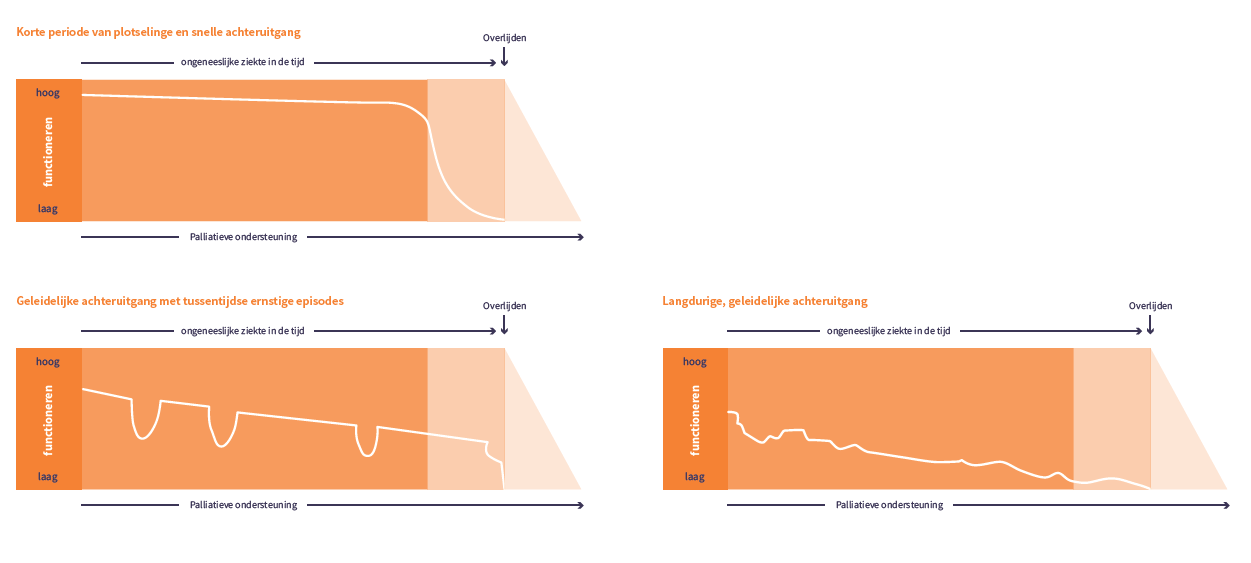 Korte periode van plotselinge en snelle achteruitgang
Overlijden
ongeneeslijke ziekte in de tijd
hoog
functioneren
laag
Palliatieve ondersteuning
Geleidelijke achteruitgang met tussentijdse ernstige episodes
Overlijden
ongeneeslijke ziekte in de tijd
hoog
functioneren
laag
Palliatieve ondersteuning
Langdurige, geleidelijke achteruitgang
Overlijden
ongeneeslijke ziekte in de tijd
hoog
functioneren
laag
Palliatieve ondersteuning